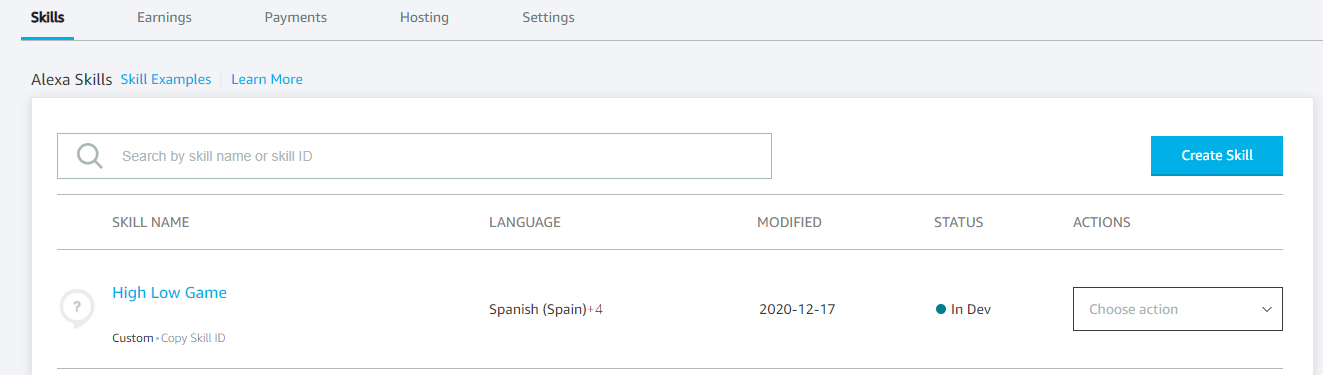 Skills Earnings Payments Hosting Settings
Alexa Skills Skill Examples Learn More
Search by skill name or skill ID
Create Skill
SKILL NAME LANGUAGE MODIFIED STATUS ACTIONS
High Low Game
?
Spanish (Spain)+4 2020-12-17 In Dev Choose action
Custom • Copy Skill ID